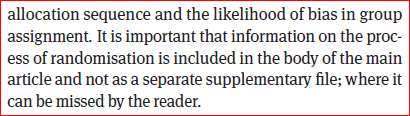 allocation sequence and the likelihood of bias in group
assignment. It is important that information on the proc-
ess of randomisation is included in the body of the main
article and not as a separate supplementary file; where it
can be missed by the reader.